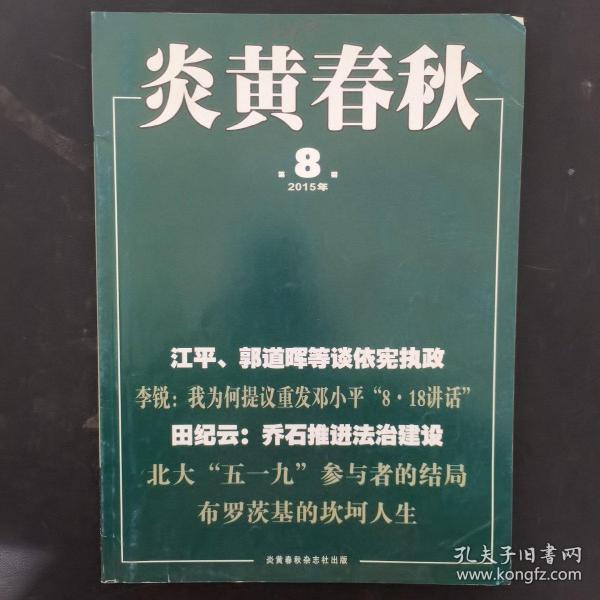 炎黄春秋
第 8 期
2015年
江平、郭道晖等谈依宪执政
李锐：我为何提议重发邓小平“8·18讲话”
田纪云：乔石推进法治建设
北大“五一九”参与者的结局
布罗茨基的坎坷人生
炎黄春秋杂志社出版
孔夫子旧书网
www.kongfz.com